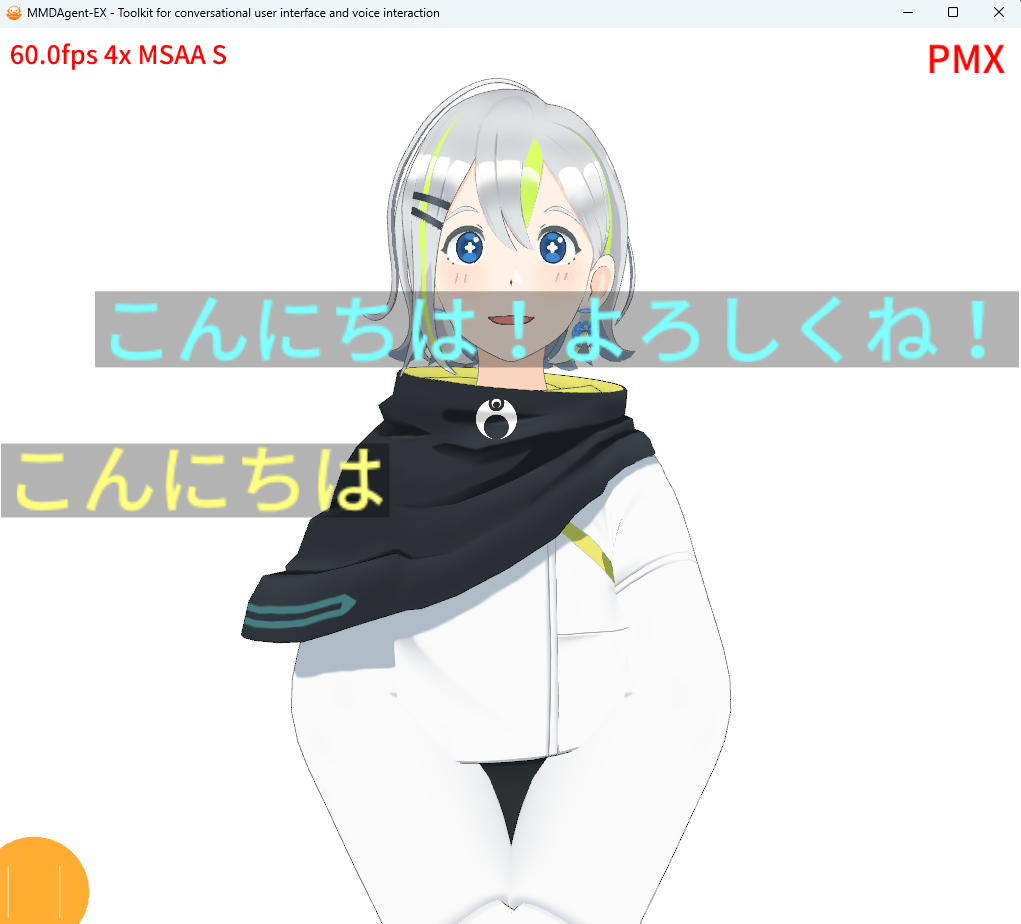 MMDAgent-EX - Toolkit for conversational user interface and voice interaction
60.0fps 4x MSAA S
PMX
こんにちは！よろしくね！
こんにちは